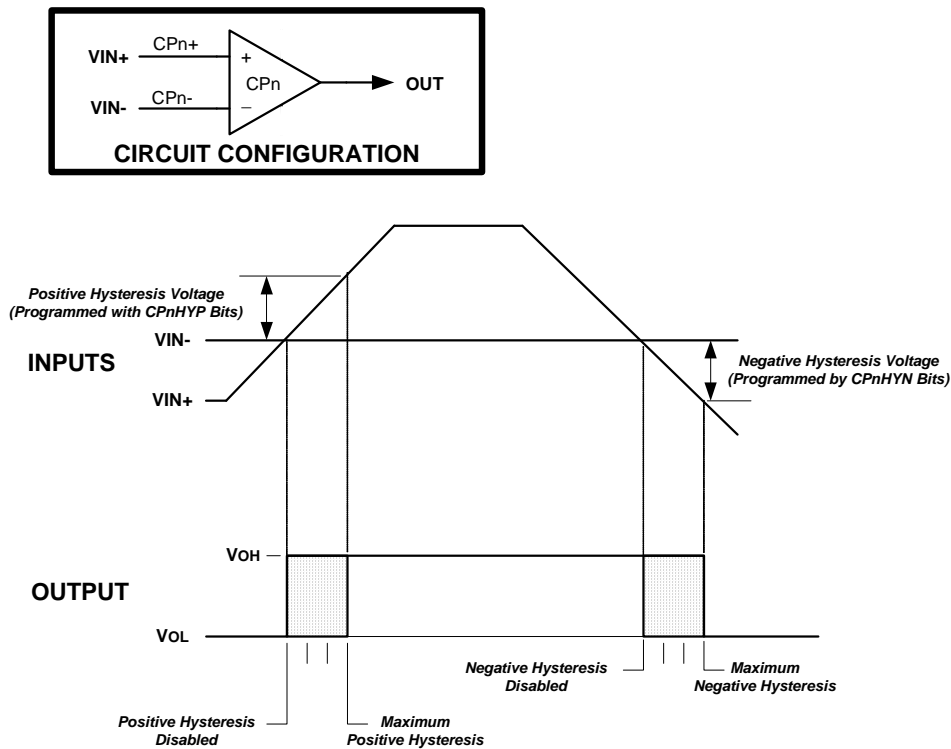 VIN+
CPn+
+
CPn
OUT
VIN-
CPn-
−
CIRCUIT CONFIGURATION
Positive Hysteresis Voltage
(Programmed with CPnHYP Bits)
VIN-
INPUTS
Negative Hysteresis Voltage
(Programmed by CPnHYN Bits)
VIN+
VOH
OUTPUT
VOL
Negative Hysteresis
Disabled
Maximum
Negative Hysteresis
Positive Hysteresis
Disabled
Maximum
Positive Hysteresis